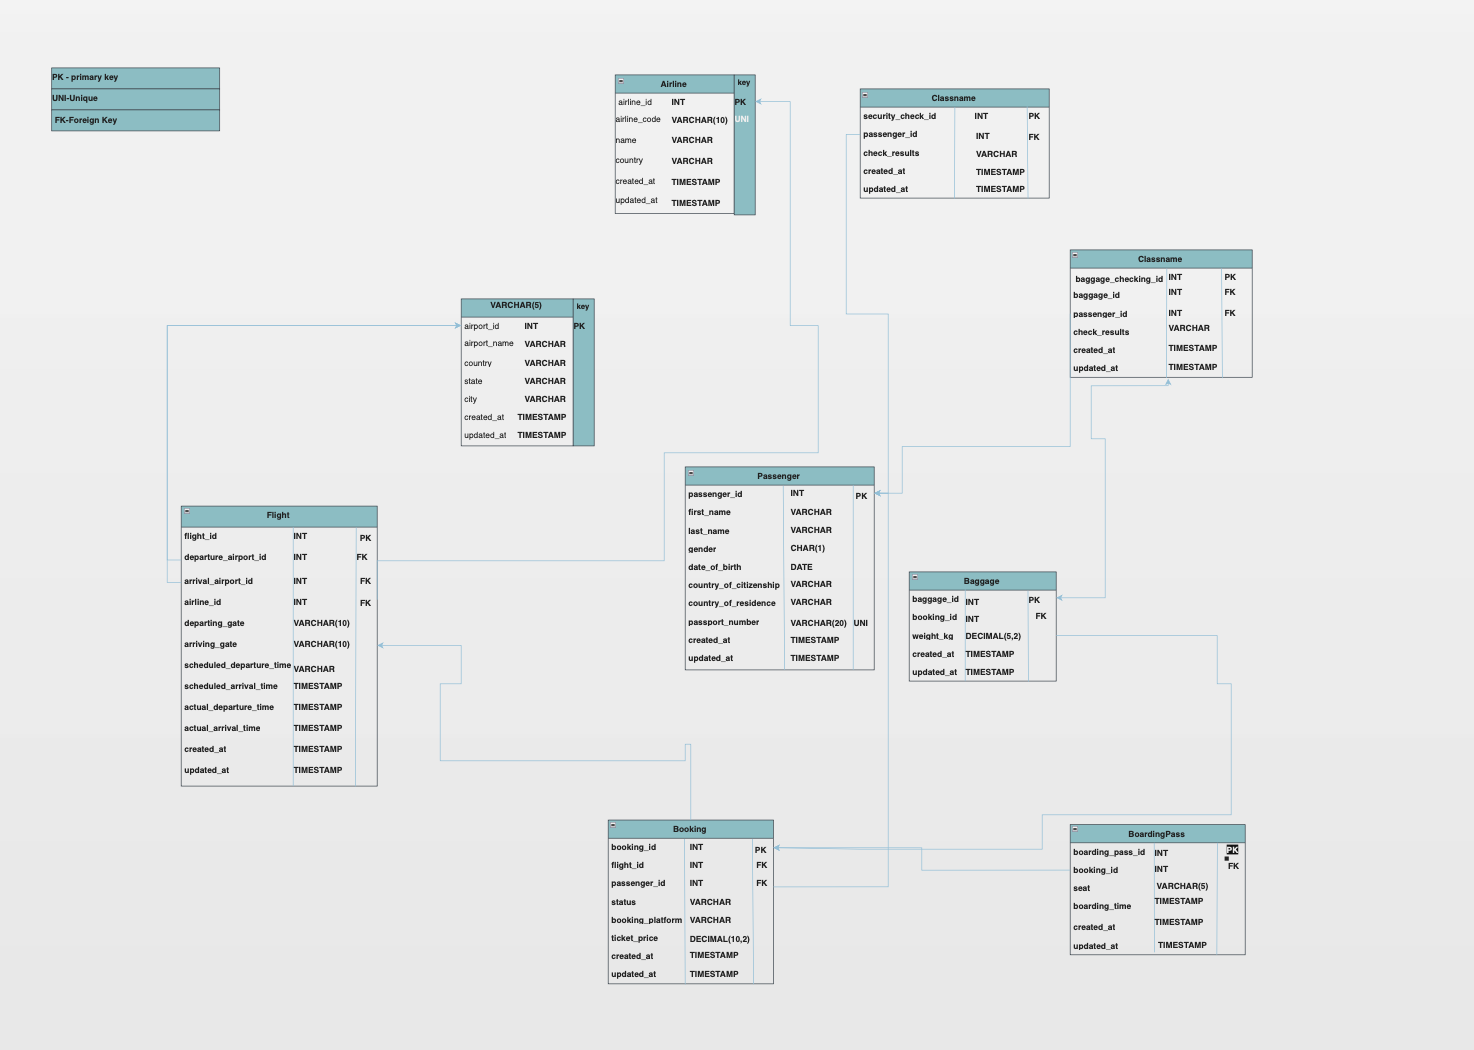 PK - primary key
UNI-Unique
FK-Foreign Key
Airline key
airline_id INT PK
airline_code VARCHAR(10) UNI
name VARCHAR
country VARCHAR
created_at TIMESTAMP
updated_at TIMESTAMP
Classname
security_check_id INT PK
passenger_id INT FK
check_results VARCHAR
created_at TIMESTAMP
updated_at TIMESTAMP
Classname
baggage_checking_id INT PK
baggage_id INT FK
passenger_id INT FK
check_results VARCHAR
created_at TIMESTAMP
updated_at TIMESTAMP
VARCHAR(5) key
airport_id INT PK
airport_name VARCHAR
country VARCHAR
state VARCHAR
city VARCHAR
created_at TIMESTAMP
updated_at TIMESTAMP
Passenger
passenger_id INT PK
first_name VARCHAR
last_name VARCHAR
gender CHAR(1)
date_of_birth DATE
country_of_citizenship VARCHAR
country_of_residence VARCHAR
passport_number VARCHAR(20) UNI
created_at TIMESTAMP
updated_at TIMESTAMP
Flight
flight_id INT PK
departure_airport_id INT FK
arrival_airport_id INT FK
airline_id INT FK
departing_gate VARCHAR(10)
arriving_gate VARCHAR(10)
scheduled_departure_time VARCHAR
scheduled_arrival_time TIMESTAMP
actual_departure_time TIMESTAMP
actual_arrival_time TIMESTAMP
created_at TIMESTAMP
updated_at TIMESTAMP
Baggage
baggage_id INT PK
booking_id INT FK
weight_kg DECIMAL(5,2)
created_at TIMESTAMP
updated_at TIMESTAMP
Booking
booking_id INT PK
flight_id INT FK
passenger_id INT FK
status VARCHAR
booking_platform VARCHAR
ticket_price DECIMAL(10,2)
created_at TIMESTAMP
updated_at TIMESTAMP
BoardingPass
boarding_pass_id INT PK
booking_id INT FK
seat VARCHAR(5)
boarding_time TIMESTAMP
created_at TIMESTAMP
updated_at TIMESTAMP